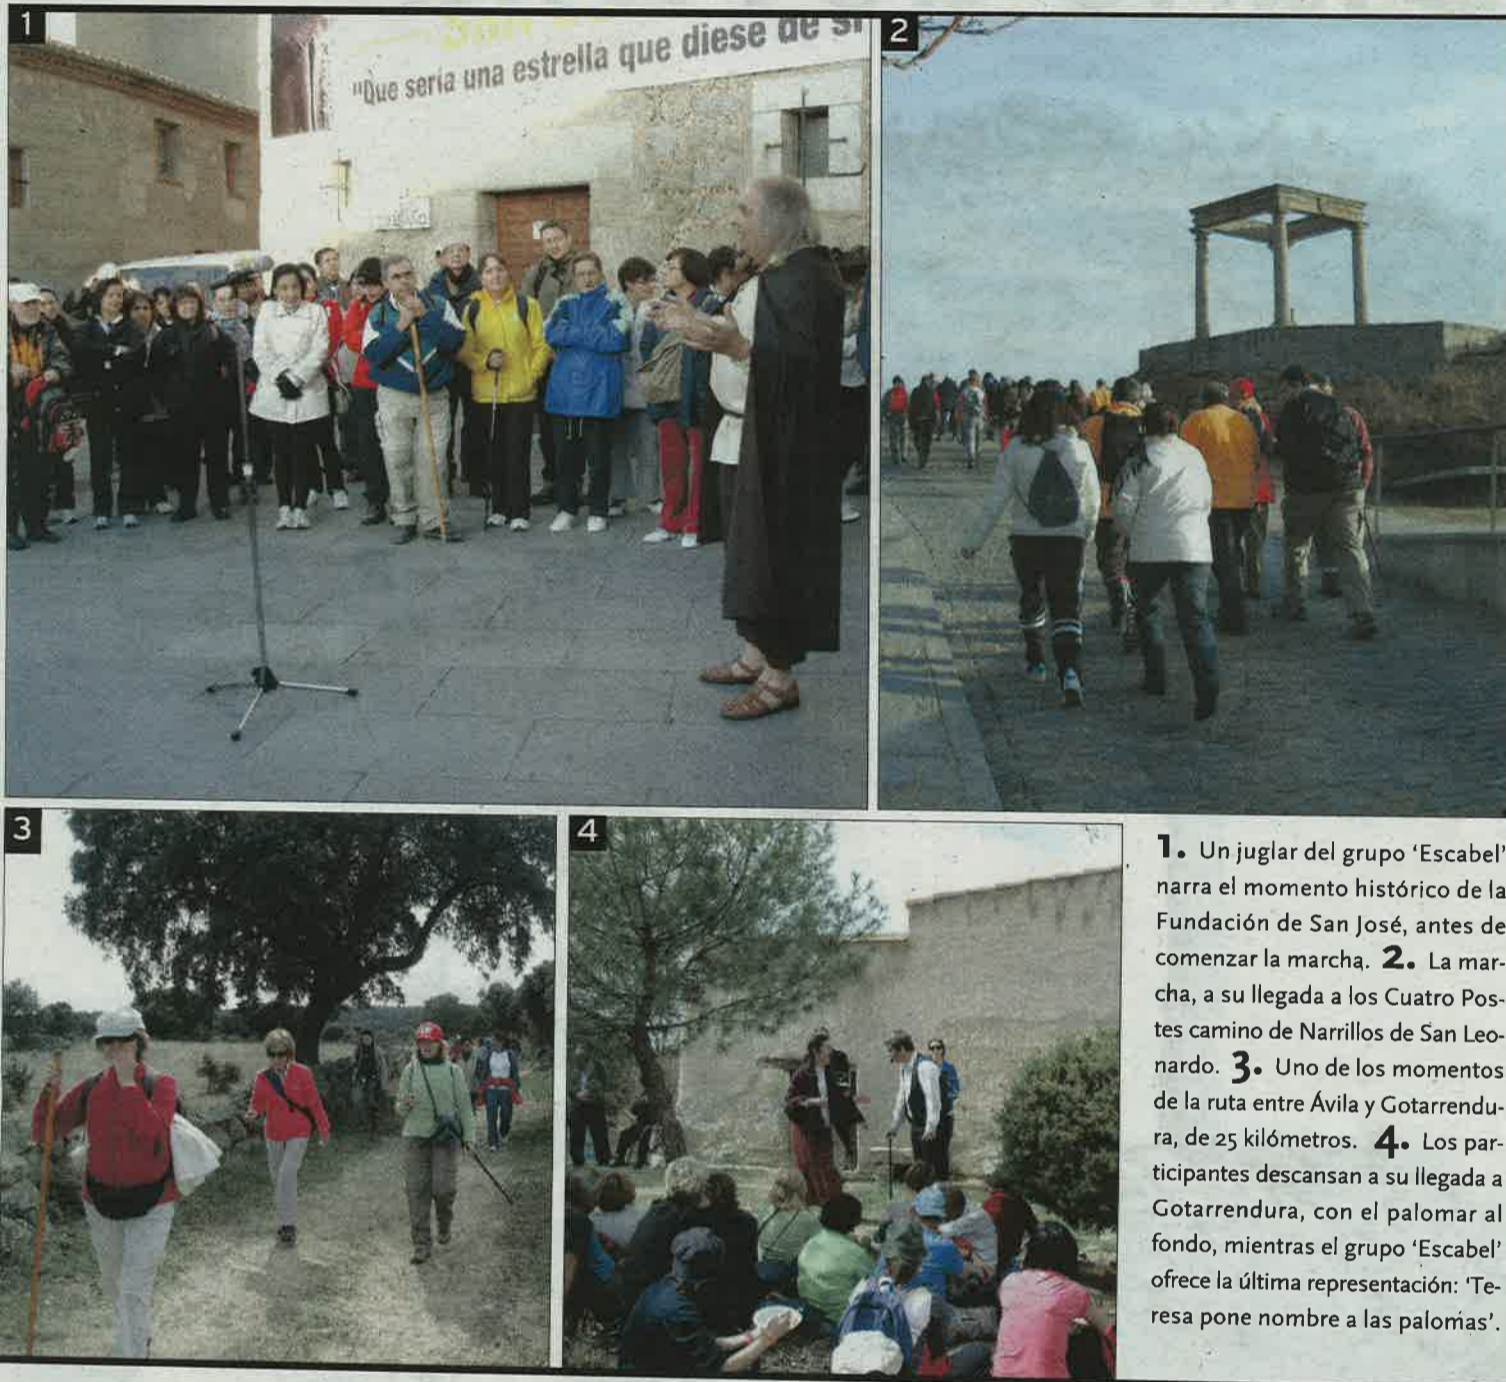 1
"Que sería una estrella que diese de sí
2
3
4
1. Un juglar del grupo 'Escabel'
narra el momento histórico de la
Fundación de San José, antes de
comenzar la marcha. 2. La mar-
cha, a su llegada a los Cuatro Pos-
tes camino de Narrillos de San Leo-
nardo. 3. Uno de los momentos
de la ruta entre Ávila y Gotarrendu-
ra, de 25 kilómetros. 4. Los par-
ticipantes descansan a su llegada a
Gotarrendura, con el palomar al
fondo, mientras el grupo 'Escabel'
ofrece la última representación: 'Te-
resa pone nombre a las palomas'.